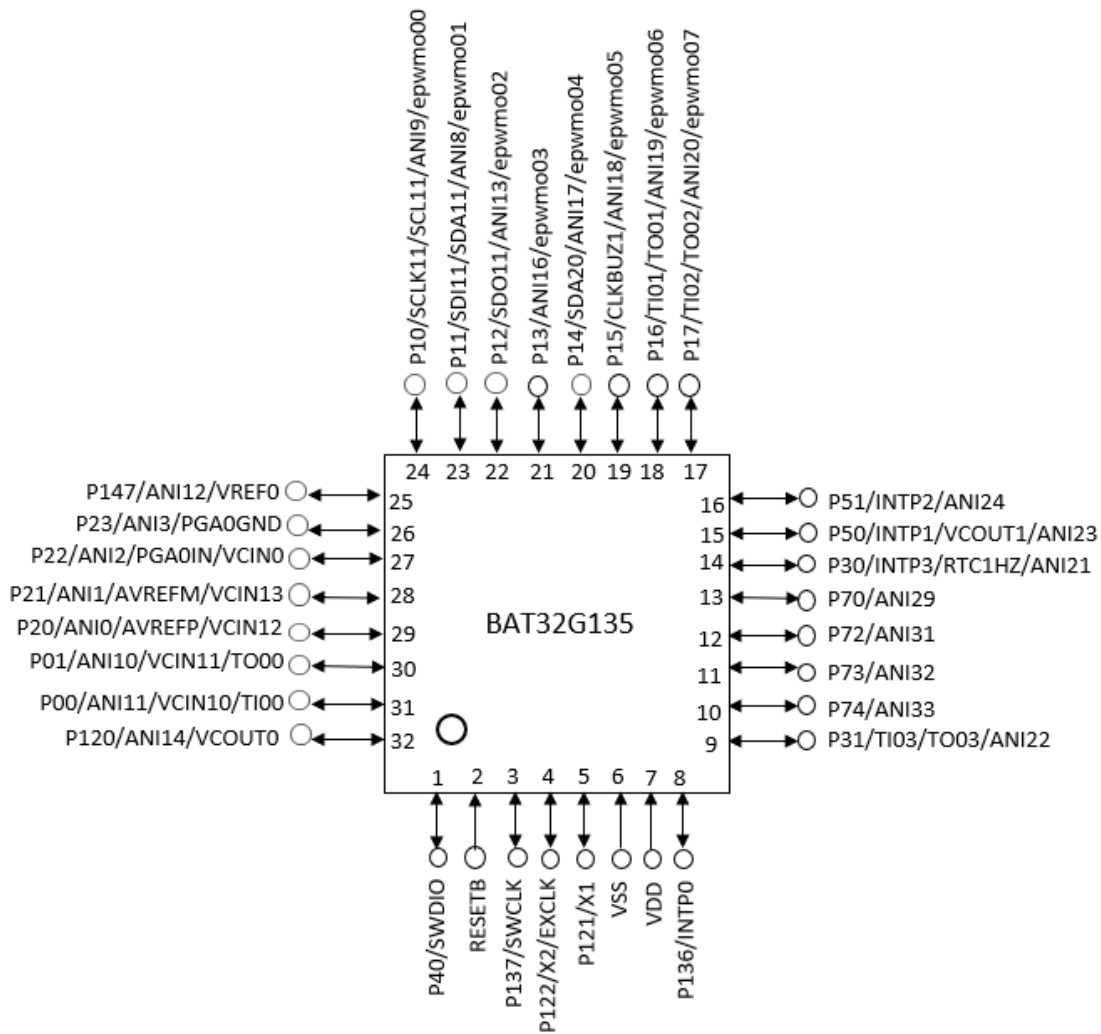 P10/SCLK11/SCL11/ANI9/epwmo00
P11/SDI11/SDA11/ANI8/epwmo01
P12/SDO11/ANI13/epwmo02
P13/ANI16/epwmo03
P14/SDA20/ANI17/epwmo04
P15/CLKBUZ1/ANI18/epwmo05
P16/TI01/TO01/ANI19/epwmo06
P17/TI02/TO02/ANI20/epwmo07
24 23 22 21 20 19 18 17
P147/ANI12/VREF0 25
P23/ANI3/PGA0GND 26
P22/ANI2/PGA0IN/VCIN0 27
P21/ANI1/AVREFM/VCIN13 28
P20/ANI0/AVREFP/VCIN12 29
P01/ANI10/VCIN11/TO00 30
P00/ANI11/VCIN10/TI00 31
P120/ANI14/VCOUT0 32
BAT32G135
16 P51/INTP2/ANI24
15 P50/INTP1/VCOUT1/ANI23
14 P30/INTP3/RTC1HZ/ANI21
13 P70/ANI29
12 P72/ANI31
11 P73/ANI32
10 P74/ANI33
9 P31/TI03/TO03/ANI22
1 2 3 4 5 6 7 8
P40/SWDIO
RESETB
P137/SWCLK
P122/X2/EXCLK
P121/X1
VSS
VDD
P136/INTP0